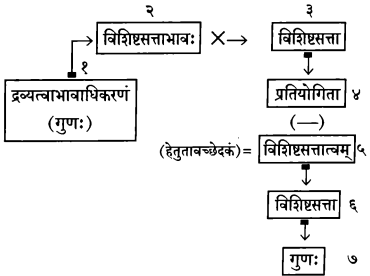 २ ३
विशिष्टसत्ताभावः × विशिष्टसत्ता
१
द्रव्यत्वाभावाधिकरणं
(गुणः)
प्रतियोगिता ४
(—)
(हेतुतावच्छेदकं)= विशिष्टसत्तात्वम् ५
विशिष्टसत्ता ६
गुणः ७